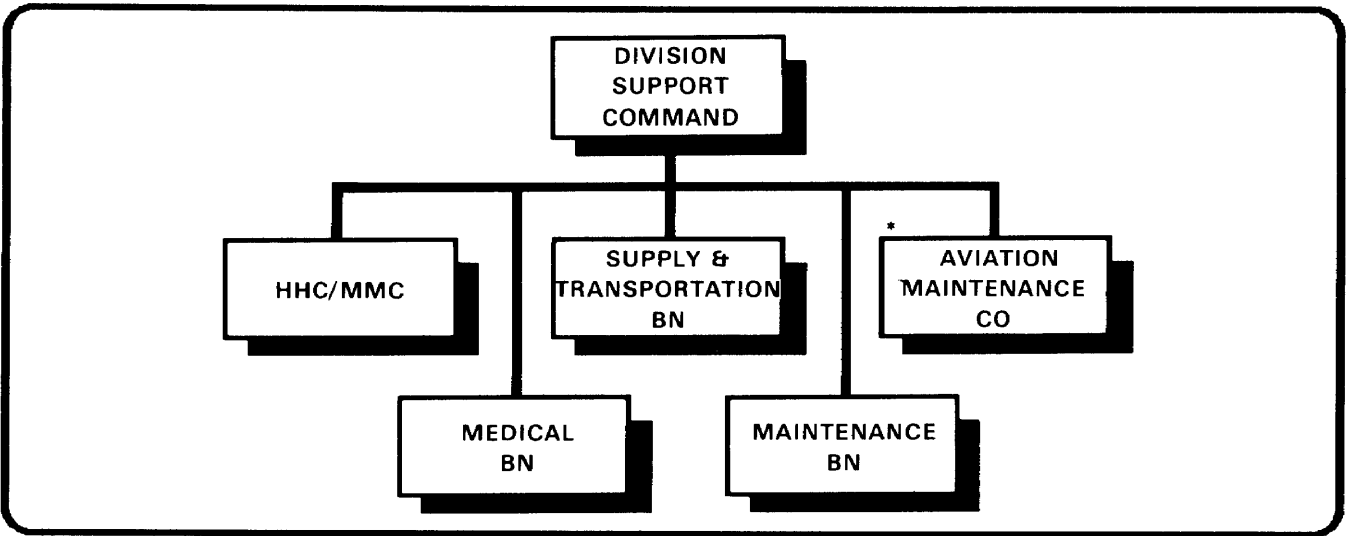 DIVISION
SUPPORT
COMMAND
HHC/MMC
SUPPLY &
TRANSPORTATION
BN
*
AVIATION
MAINTENANCE
CO
MEDICAL
BN
MAINTENANCE
BN